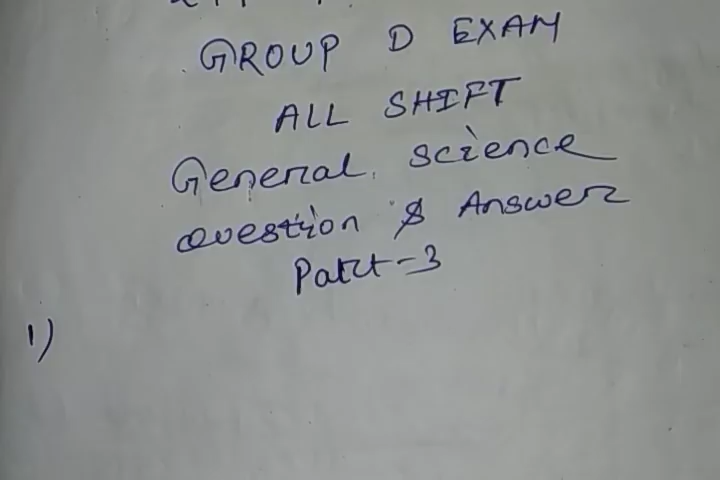 GROUP D EXAM
ALL SHIFT
General science
question & Answer
Part-3
1)